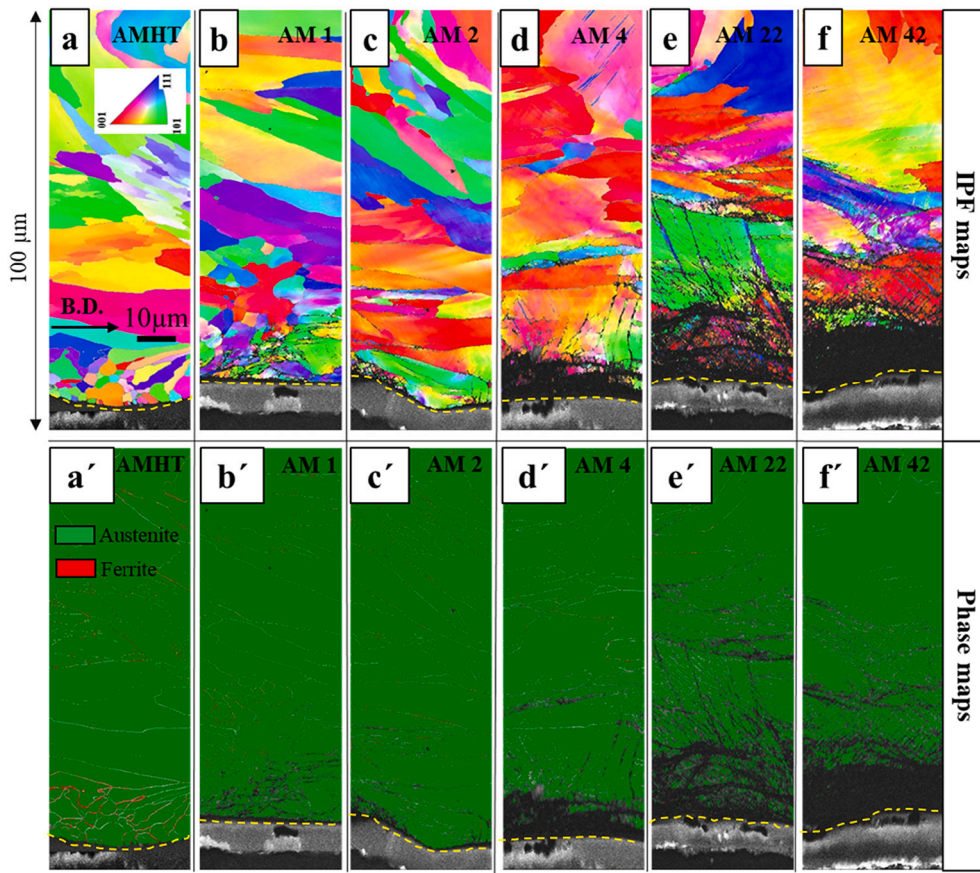 a AMHT
b AM 1
c AM 2
d AM 4
e AM 22
f AM 42
111
001
101
100 µm
B.D.
10µm
IPF maps
a´ AMHT
b´ AM 1
c´ AM 2
d´ AM 4
e´ AM 22
f´ AM 42
Austenite
Ferrite
Phase maps